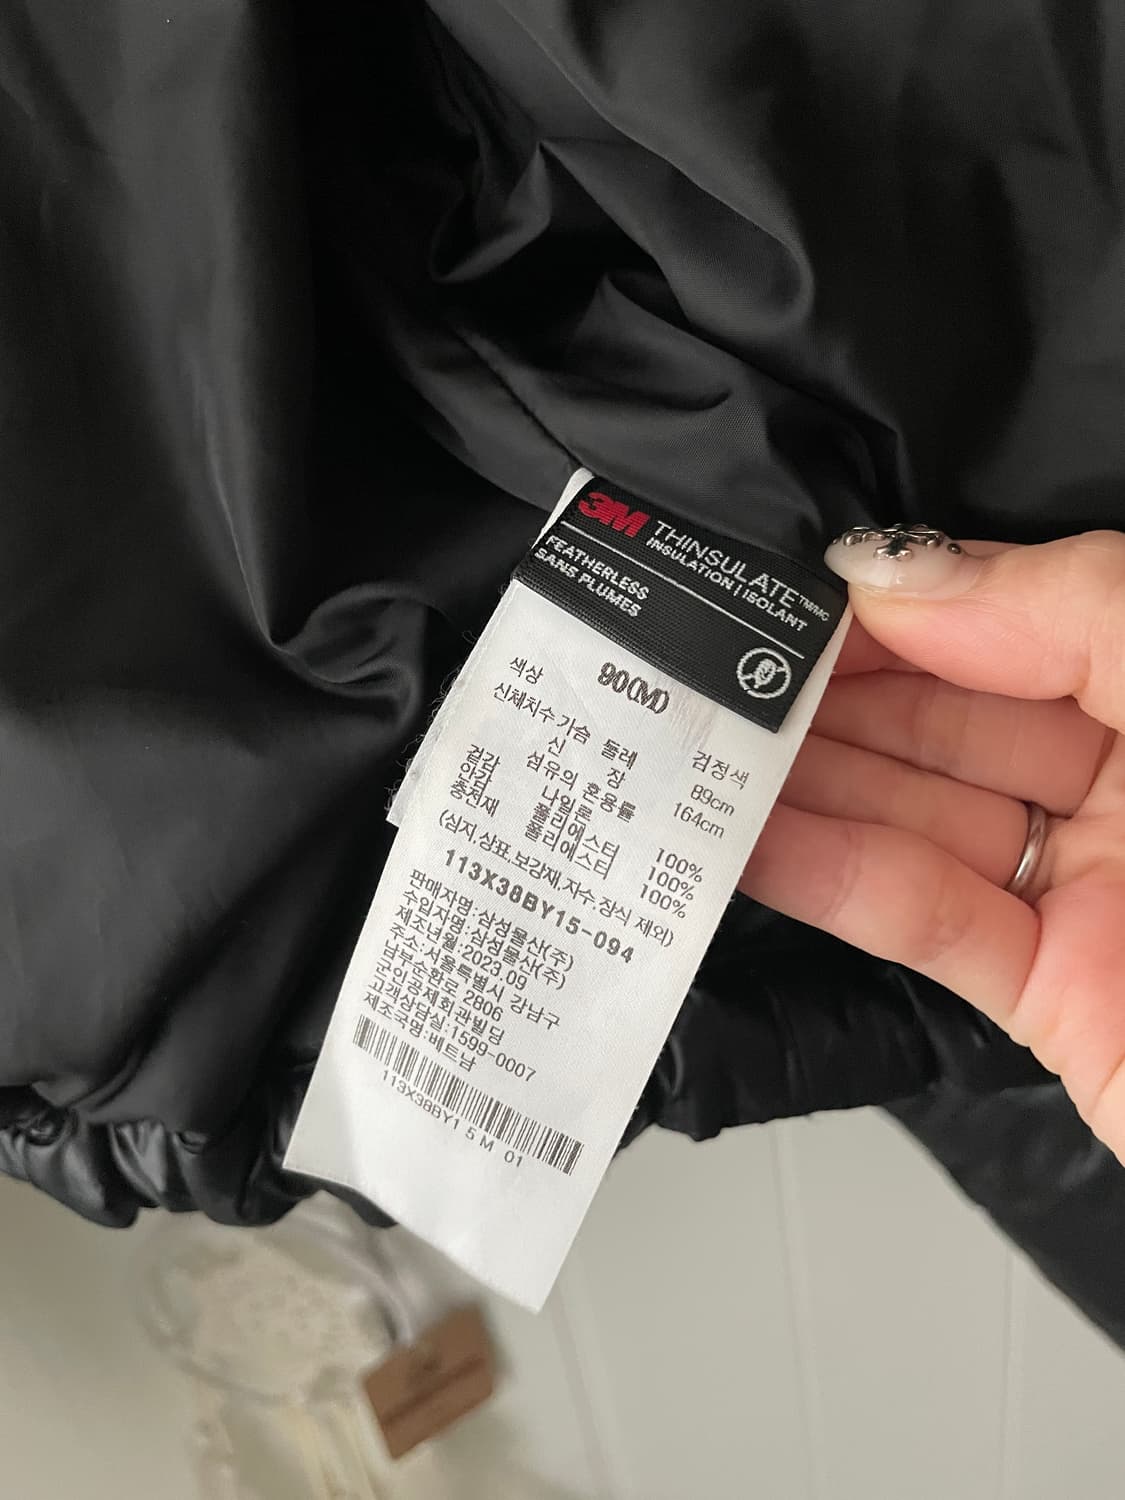 3M THINSULATE™/MC
INSULATION | ISOLANT
FEATHERLESS
SANS PLUMES
90(M)
색상 검정색
신체치수 가슴 둘레 89cm
신 장 164cm
섬유의 혼용률
겉감 나일론 100%
안감 폴리에스터 100%
충전재 폴리에스터 100%
(심지,상표,보강재,자수,장식 제외)
113X38BY15-094
판매자명:삼성물산(주)
수입자명:삼성물산(주)
제조년월:2023.09
주소:서울특별시 강남구
남부순환로 2806
군인공제회관빌딩
고객상담실:1599-0007
제조국명:베트남
113X38BY1 5 M 01